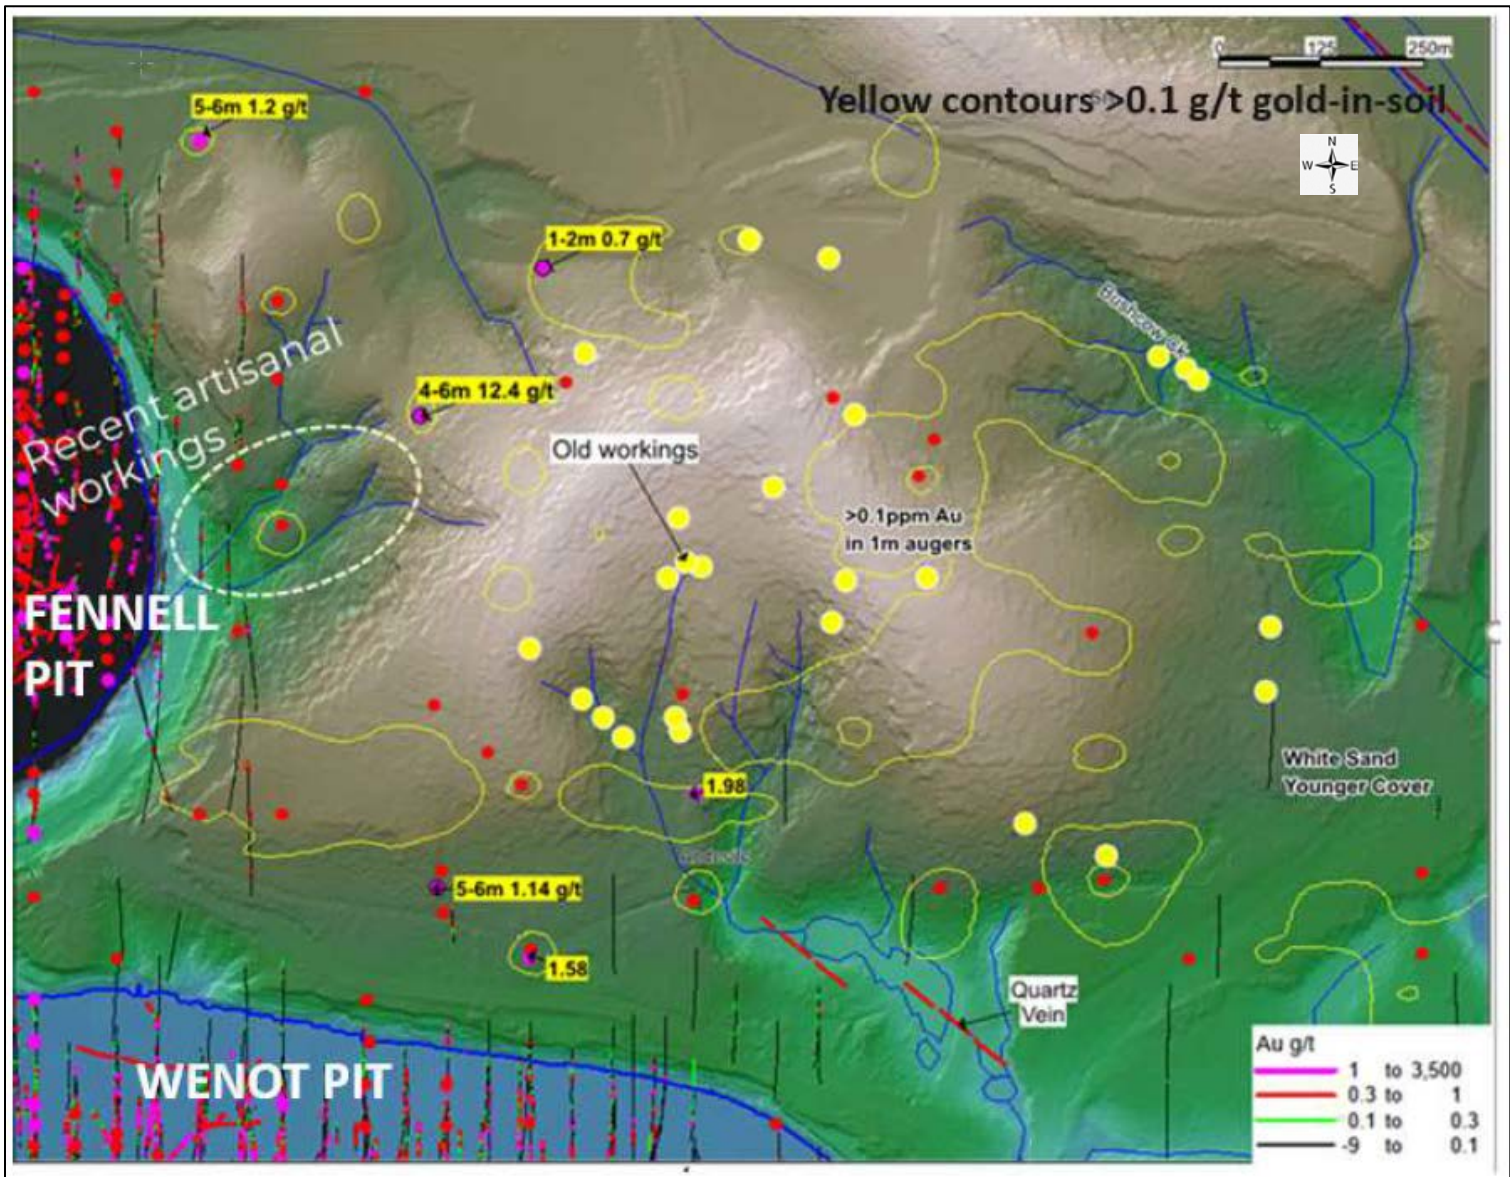 0 125 250m
Yellow contours >0.1 g/t gold-in-soil
N
W E
S
5-6m 1.2 g/t
1-2m 0.7 g/t
Bushcow Ck
Recent artisanal
workings
4-6m 12.4 g/t
Old workings
>0.1ppm Au
in 1m augers
FENNELL
PIT
White Sand
Younger Cover
1.98
5-6m 1.14 g/t
1.58
Quartz
Vein
WENOT PIT
Au g/t
1 to 3,500
0.3 to 1
0.1 to 0.3
-9 to 0.1